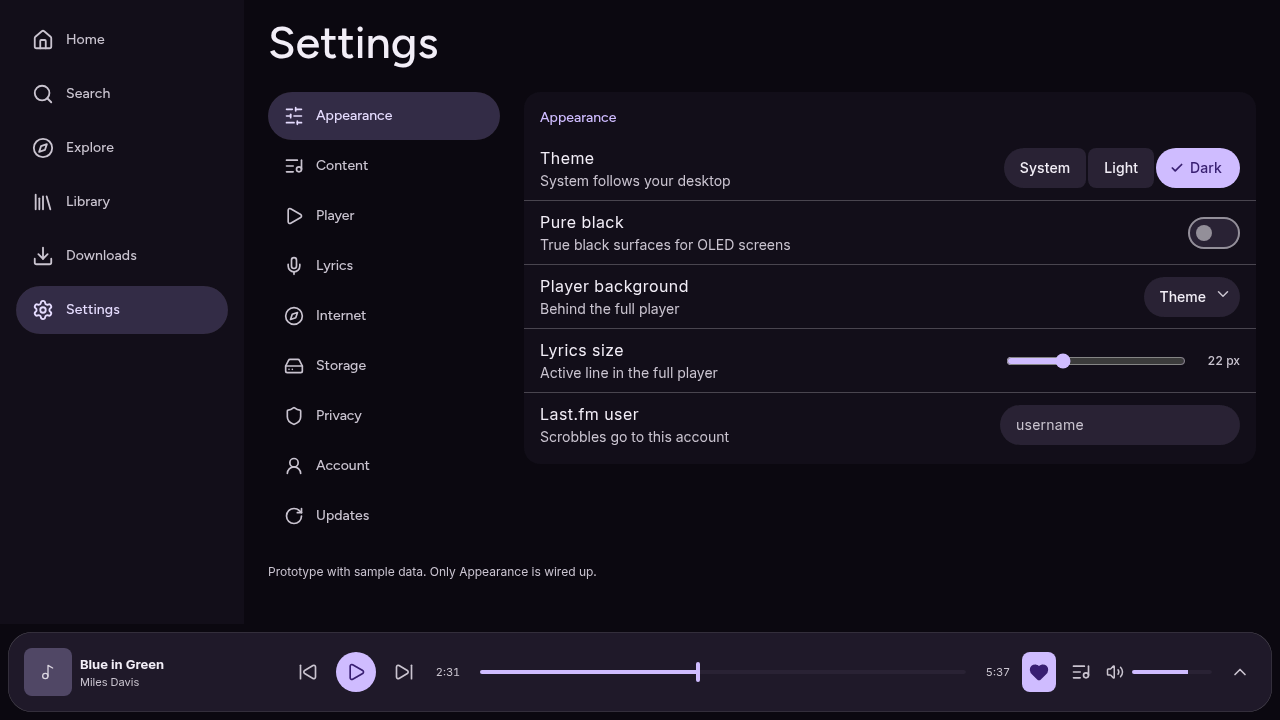 Home
Search
Explore
Library
Downloads
Settings
Settings
Appearance
Content
Player
Lyrics
Internet
Storage
Privacy
Account
Updates
Appearance
Theme
System follows your desktop
System
Light
Dark
Pure black
True black surfaces for OLED screens
Player background
Behind the full player
Theme
Lyrics size
Active line in the full player
22 px
Last.fm user
Scrobbles go to this account
username
Prototype with sample data. Only Appearance is wired up.
Blue in Green
Miles Davis
2:31
5:37